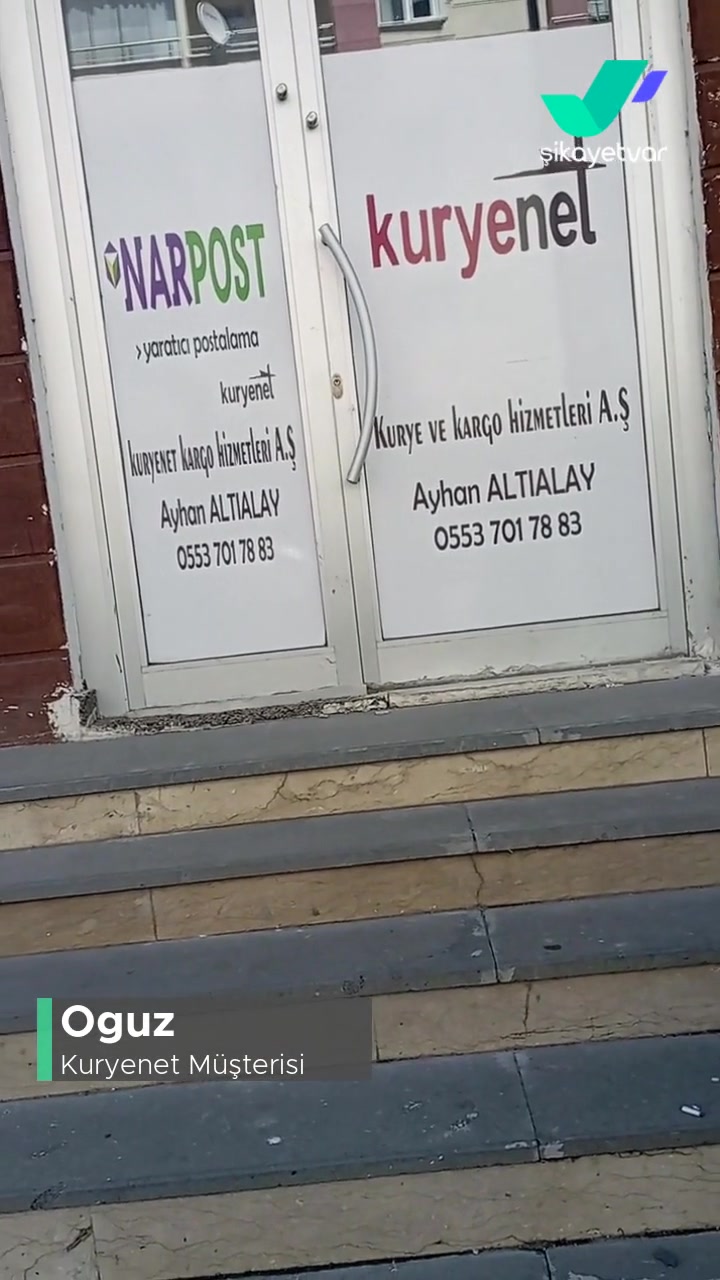 şikayetvar
NARPOST
›yaratıcı postalama
kuryenet
kuryenet kargo hizmetleri A.Ş
Ayhan ALTIALAY
0553 701 78 83
kuryenet
Kurye ve kargo hizmetleri A.Ş
Ayhan ALTIALAY
0553 701 78 83
Oguz
Kuryenet Müşterisi